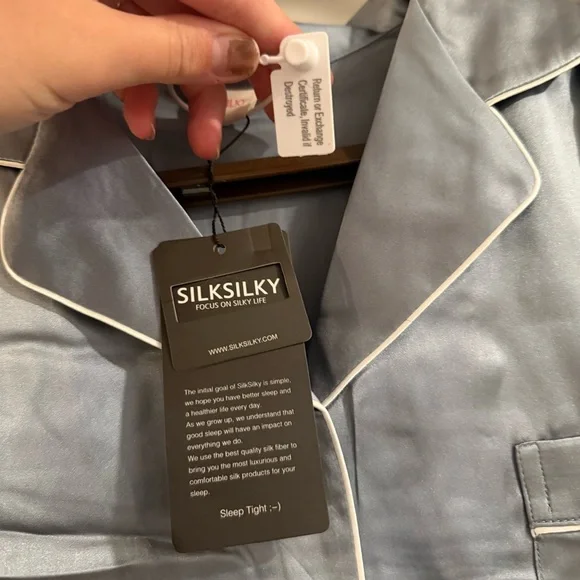 Return or Exchange
Certificate, Invalid if
Destroyed
SILKSILKY
FOCUS ON SILKY LIFE
WWW.SILKSILKY.COM
The initial goal of SilkSilky is simple,
we hope you have better sleep and
a healthier life every day.
As we grow up, we understand that
good sleep will have an impact on
everything we do.
We use the best quality silk fiber to
bring you the most luxurious and
comfortable silk products for your
sleep.
Sleep Tight ;–)